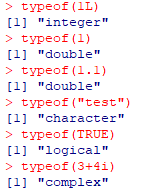 > typeof(1L)
[1] "integer"
> typeof(1)
[1] "double"
> typeof(1.1)
[1] "double"
> typeof("test")
[1] "character"
> typeof(TRUE)
[1] "logical"
> typeof(3+4i)
[1] "complex"